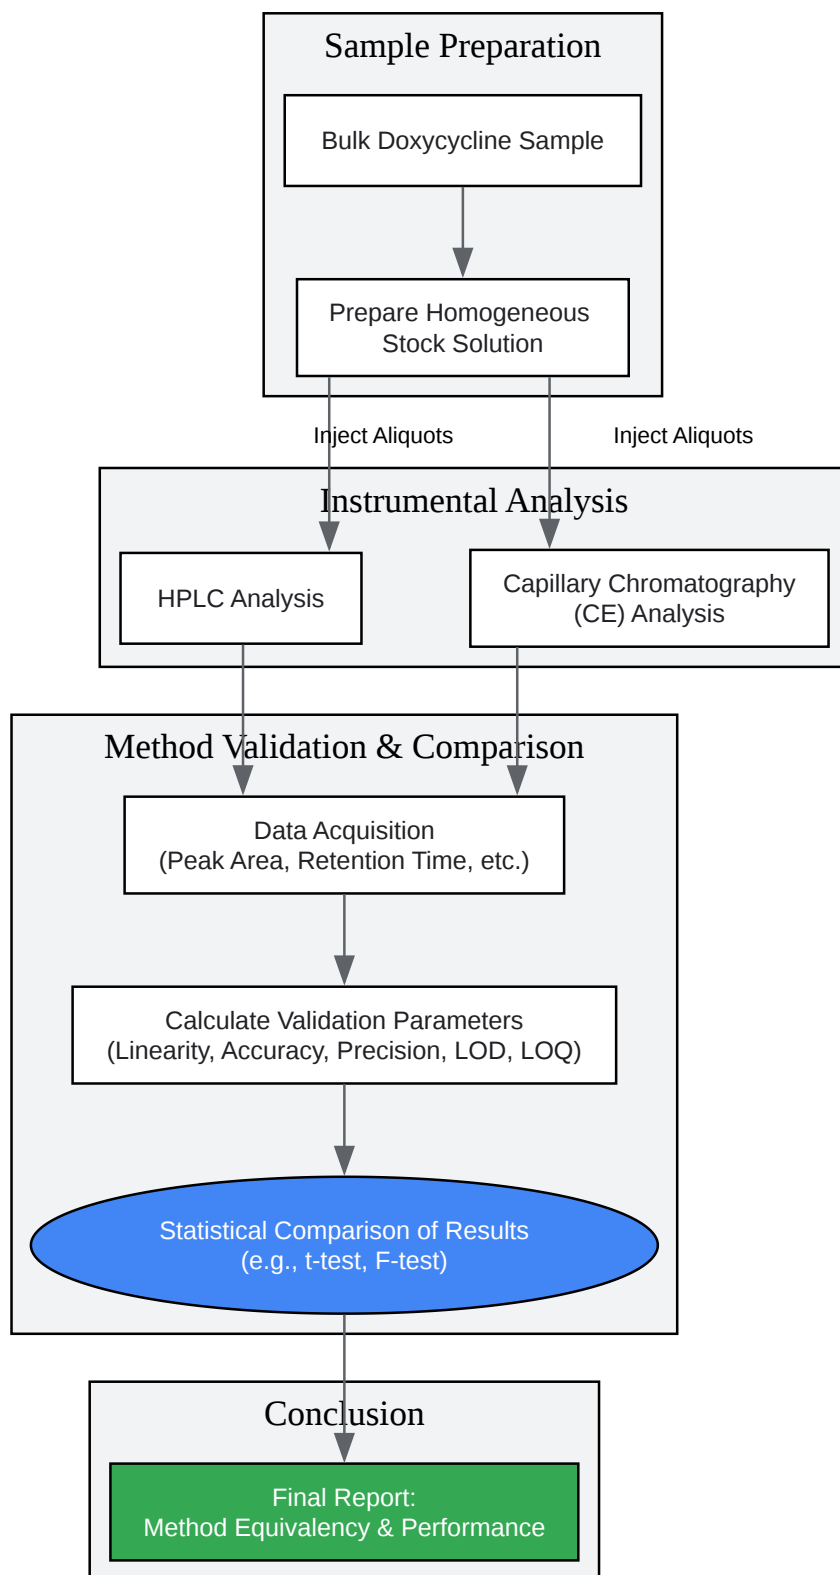 Sample Preparation
Bulk Doxycycline Sample
Prepare Homogeneous
Stock Solution
Inject Aliquots
Inject Aliquots
Instrumental Analysis
HPLC Analysis
Capillary Chromatography
(CE) Analysis
Method Validation & Comparison
Data Acquisition
(Peak Area, Retention Time, etc.)
Calculate Validation Parameters
(Linearity, Accuracy, Precision, LOD, LOQ)
Statistical Comparison of Results
(e.g., t-test, F-test)
Conclusion
Final Report:
Method Equivalency & Performance